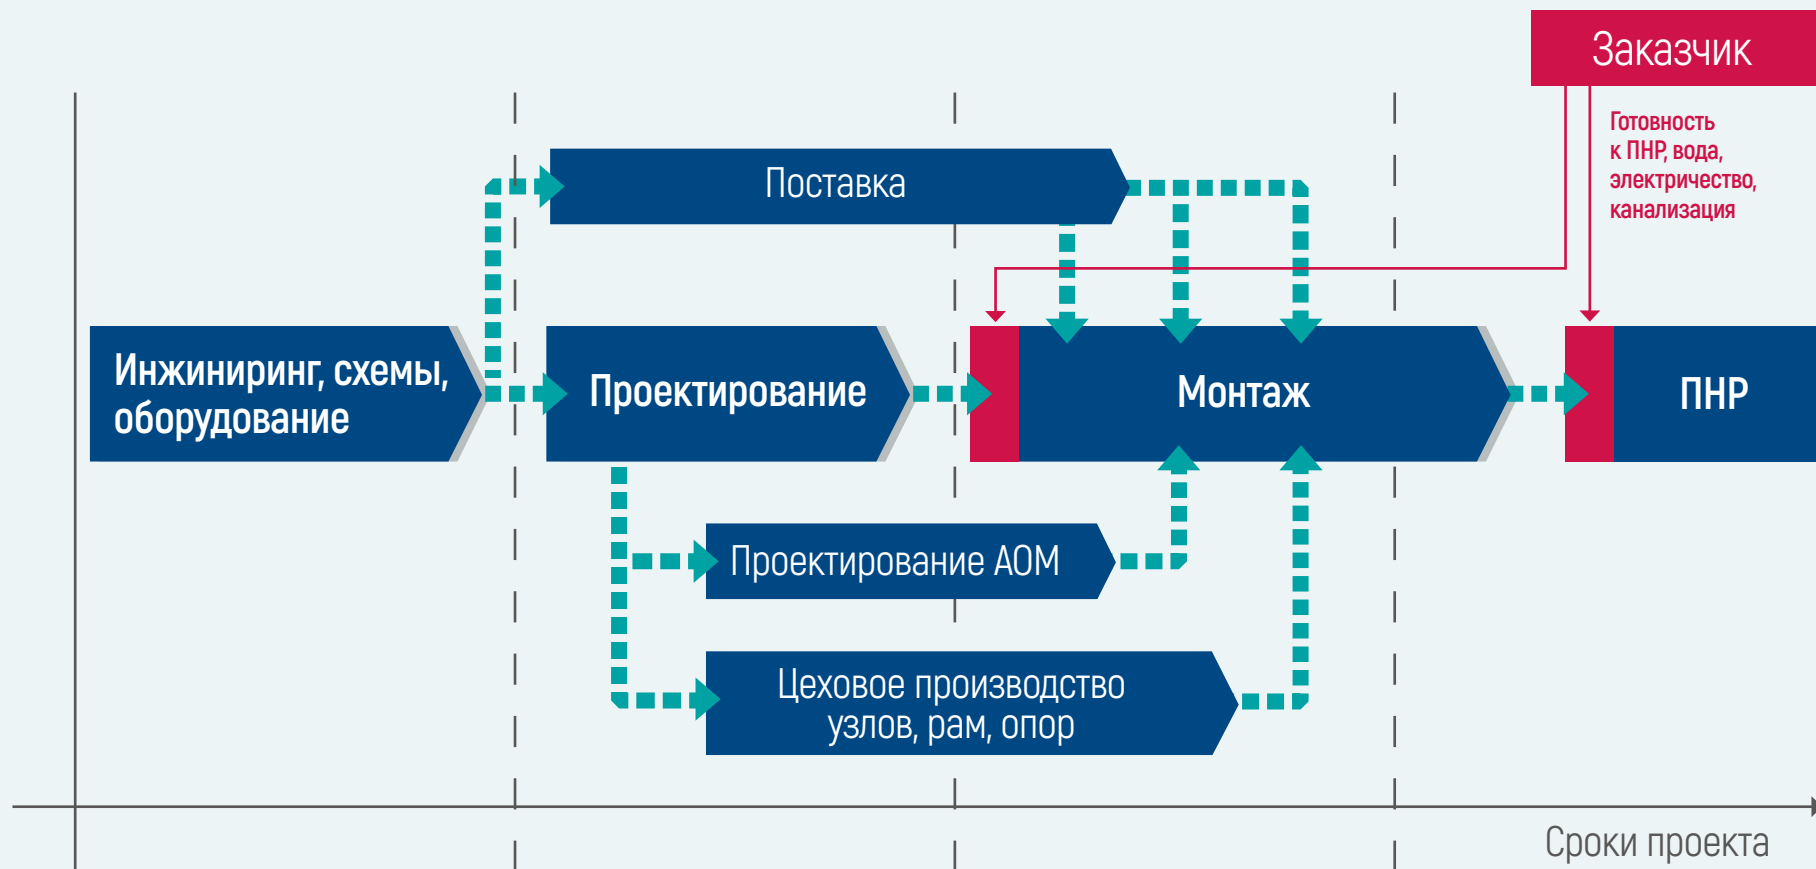 Заказчик
Готовность
к ПНР, вода,
электричество,
канализация
Поставка
Инжиниринг, схемы,
оборудование
Проектирование
Монтаж
ПНР
Проектирование АОМ
Цеховое производство
узлов, рам, опор
Сроки проекта